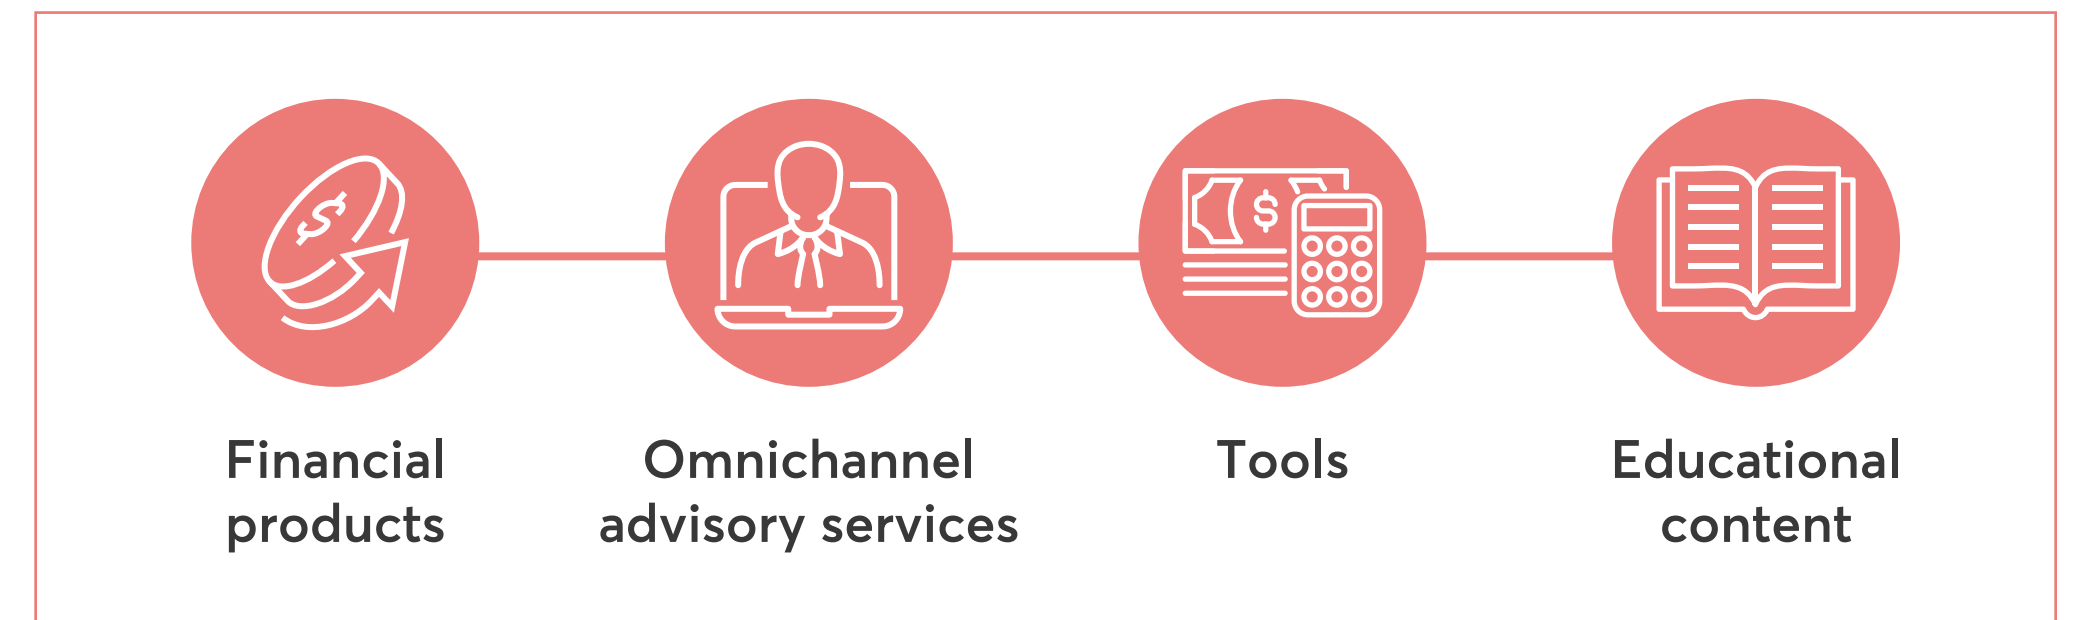 $
$
Financial
products
Omnichannel
advisory services
Tools
Educational
content